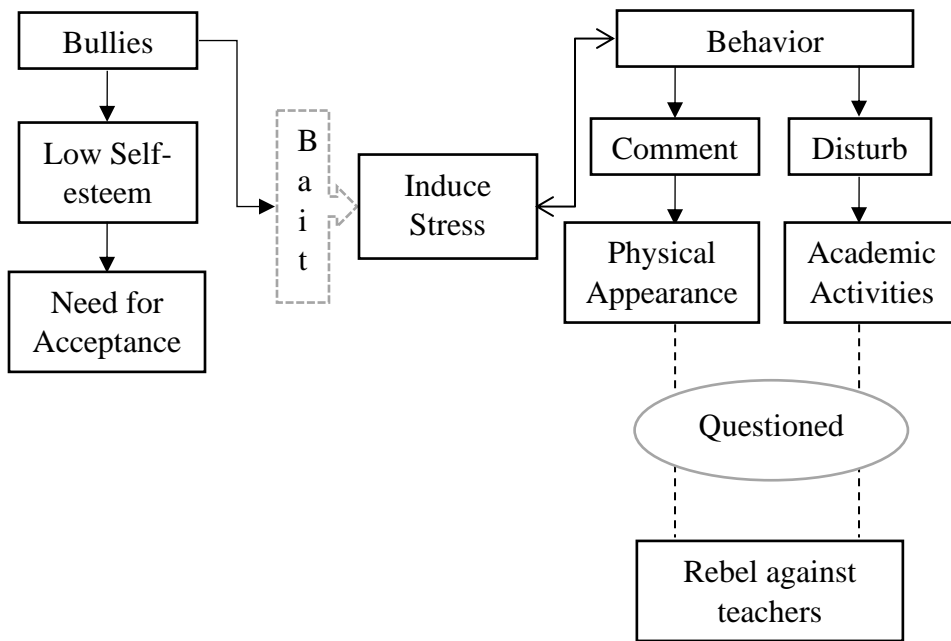 Bullies
Behavior
Low Self-
esteem
B
a
i
t
Induce
Stress
Comment
Disturb
Need for
Acceptance
Physical
Appearance
Academic
Activities
Questioned
Rebel against
teachers